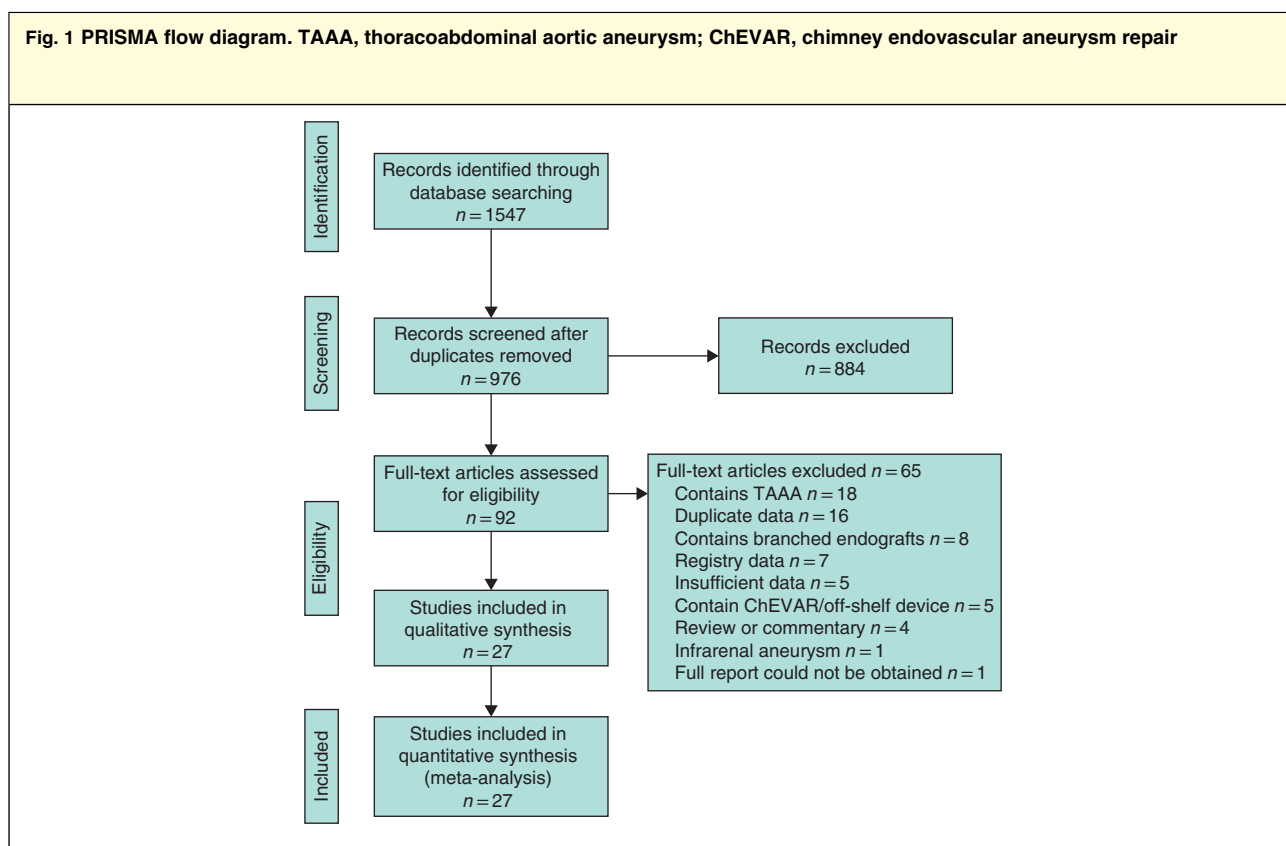 Fig. 1 PRISMA flow diagram. TAAA, thoracoabdominal aortic aneurysm; ChEVAR, chimney endovascular aneurysm repair
Identification
Records identified through
database searching
n = 1547
Screening
Records screened after
duplicates removed
n = 976
Records excluded
n = 884
Eligibility
Full-text articles assessed
for eligibility
n = 92
Full-text articles excluded n = 65
Contains TAAA n = 18
Duplicate data n = 16
Contains branched endografts n = 8
Registry data n = 7
Insufficient data n = 5
Contain ChEVAR/off-shelf device n = 5
Review or commentary n = 4
Infrarenal aneurysm n = 1
Full report could not be obtained n = 1
Studies included in
qualitative synthesis
n = 27
Included
Studies included in
quantitative synthesis
(meta-analysis)
n = 27